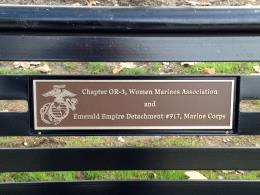 Chapter OR-3, Women Marines Association
and
Emerald Empire Detachment #917, Marine Corps